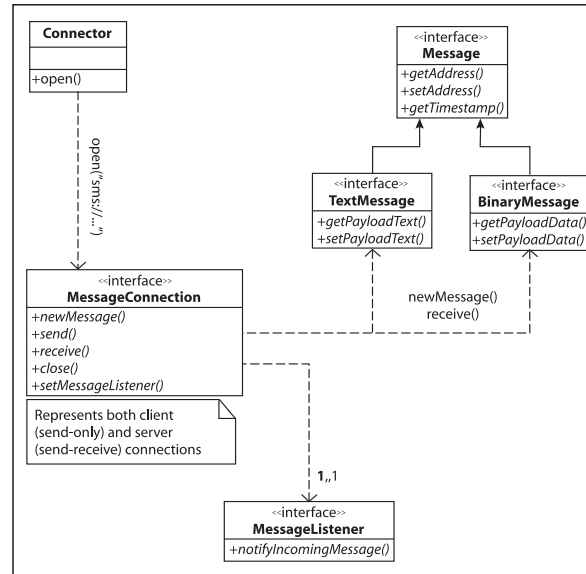 Connector
+open()
open("sms://...")
<<interface>>
Message
+getAddress()
+setAddress()
+getTimestamp()
<<interface>>
TextMessage
+getPayloadText()
+setPayloadText()
<<interface>>
BinaryMessage
+getPayloadData()
+setPayloadData()
<<interface>>
MessageConnection
+newMessage()
+send()
+receive()
+close()
+setMessageListener()
newMessage()
receive()
Represents both client
(send-only) and server
(send-receive) connections
1,,1
<<interface>>
MessageListener
+notifyIncomingMessage()